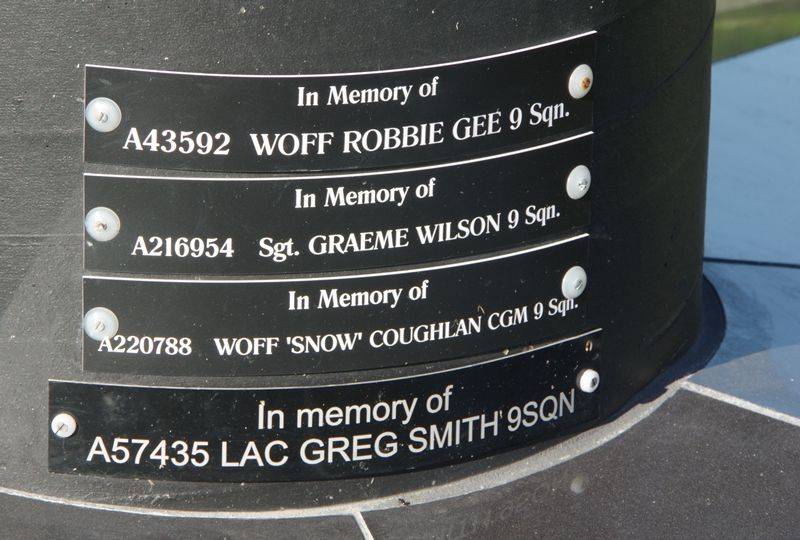 In Memory of
A43592 WOFF ROBBIE GEE 9 Sqn.
In Memory of
A216954 Sgt. GRAEME WILSON 9 Sqn.
In Memory of
A220788 WOFF 'SNOW' COUGHLAN CGM 9 Sqn.
In memory of
A57435 LAC GREG SMITH 9SQN